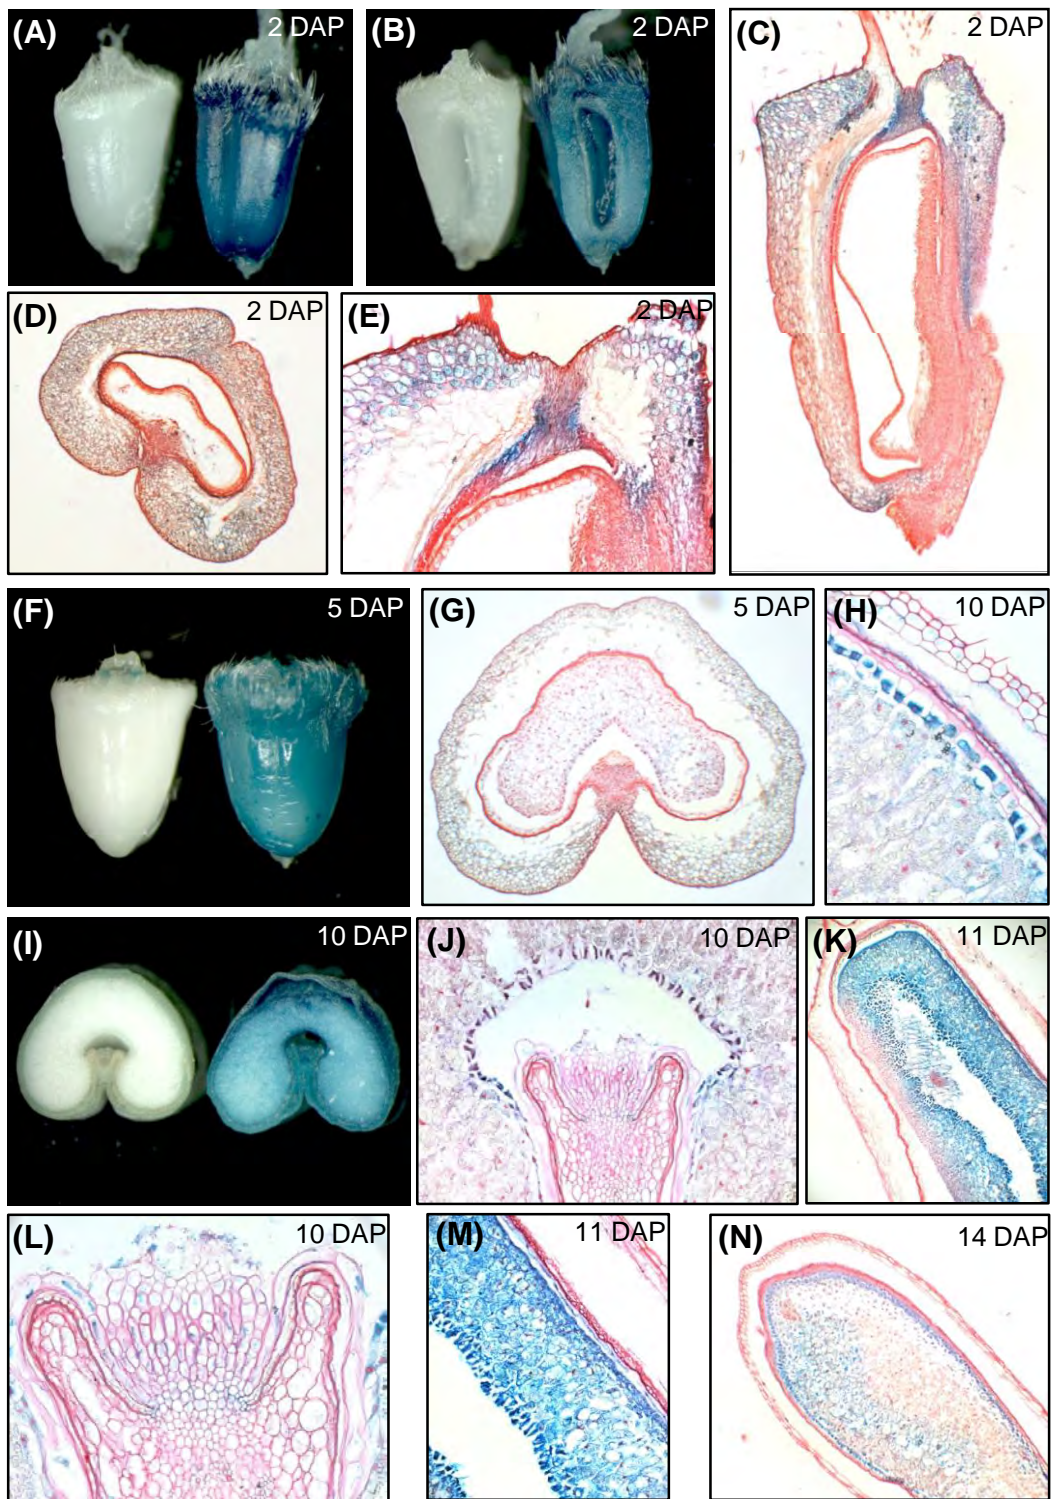 (A) 2 DAP
(B) 2 DAP
(C) 2 DAP
(D) 2 DAP
(E) 2 DAP
(F) 5 DAP
(G) 5 DAP
(H) 10 DAP
(I) 10 DAP
(J) 10 DAP
(K) 11 DAP
(L) 10 DAP
(M) 11 DAP
(N) 14 DAP